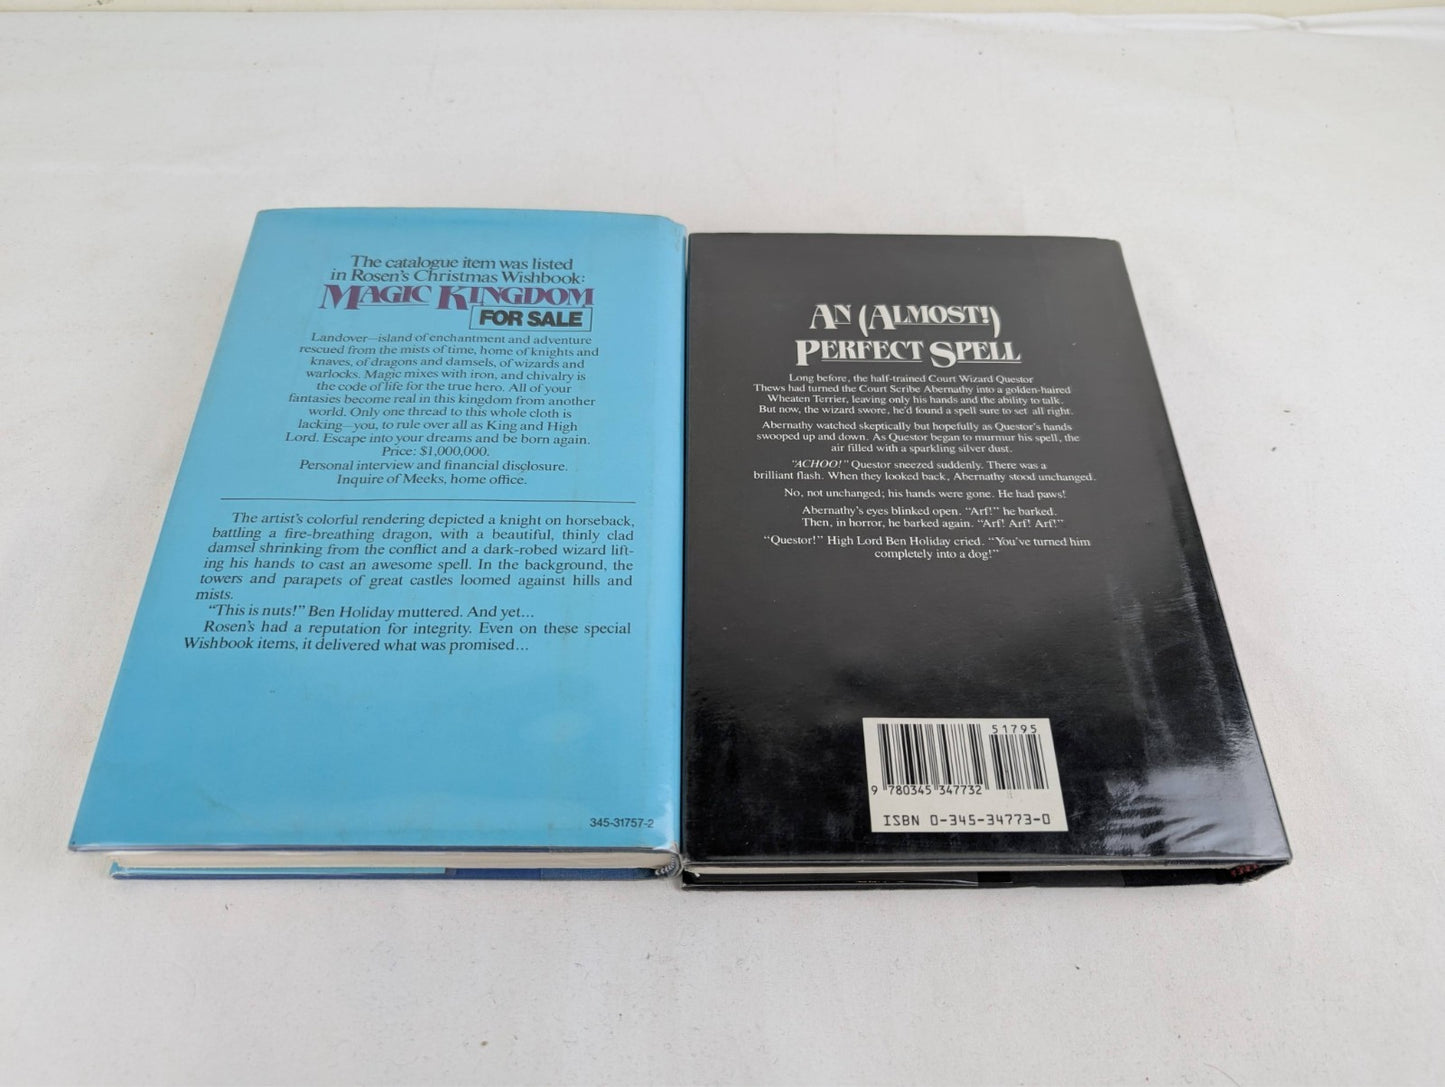 The catalogue item was listed
in Rosen's Christmas Wishbook:
MAGIC KINGDOM
FOR SALE
Landover—island of enchantment and adventure
rescued from the mists of time, home of knights and
knaves, of dragons and damsels, of wizards and
warlocks. Magic mixes with iron, and chivalry is
the code of life for the true hero. All of your
fantasies become real in this kingdom from another
world. Only one thread to this whole cloth is
lacking—you, to rule over all as King and High
Lord. Escape into your dreams and be born again.
Price: $1,000,000.
Personal interview and financial disclosure.
Inquire of Meeks, home office.
The artist's colorful rendering depicted a knight on horseback,
battling a fire-breathing dragon, with a beautiful, thinly clad
damsel shrinking from the conflict and a dark-robed wizard lift-
ing his hands to cast an awesome spell. In the background, the
towers and parapets of great castles loomed against hills and
mists.
"This is nuts!" Ben Holiday muttered. And yet...
Rosen's had a reputation for integrity. Even on these special
Wishbook items, it delivered what was promised...
345-31757-2
AN (ALMOST!)
PERFECT SPELL
Long before, the half-trained Court Wizard Questor
Thews had turned the Court Scribe Abernathy into a golden-haired
Wheaten Terrier, leaving only his hands and the ability to talk.
But now, the wizard swore, he'd found a spell sure to set all right.
Abernathy watched skeptically but hopefully as Questor's hands
swooped up and down. As Questor began to murmur his spell, the
air filled with a sparkling silver dust.
"ACHOO!" Questor sneezed suddenly. There was a
brilliant flash. When they looked back, Abernathy stood unchanged.
No, not unchanged; his hands were gone. He had paws!
Abernathy's eyes blinked open. "Arf!" he barked.
Then, in horror, he barked again. "Arf! Arf! Arf!"
"Questor!" High Lord Ben Holiday cried. "You've turned him
completely into a dog!"
51795
9 780345 347732
ISBN 0-345-34773-0